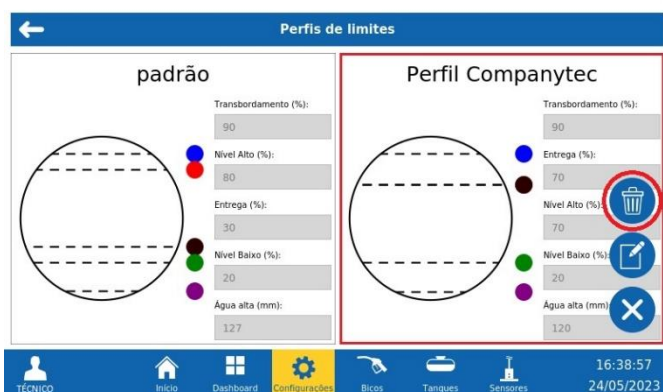 Perfis de limites
padrão
Transbordamento (%):
90
Nível Alto (%):
80
Entrega (%):
30
Nível Baixo (%):
20
Água alta (mm):
127
Perfil Companytec
Transbordamento (%):
90
Entrega (%):
70
Nível Alto (%):
70
Nível Baixo (%)
20
Água alta (mm)
120
TÉCNICO
Início
Dashboard
Configurações
Bicos
Tanques
Sensores
16:38:57
24/05/2023